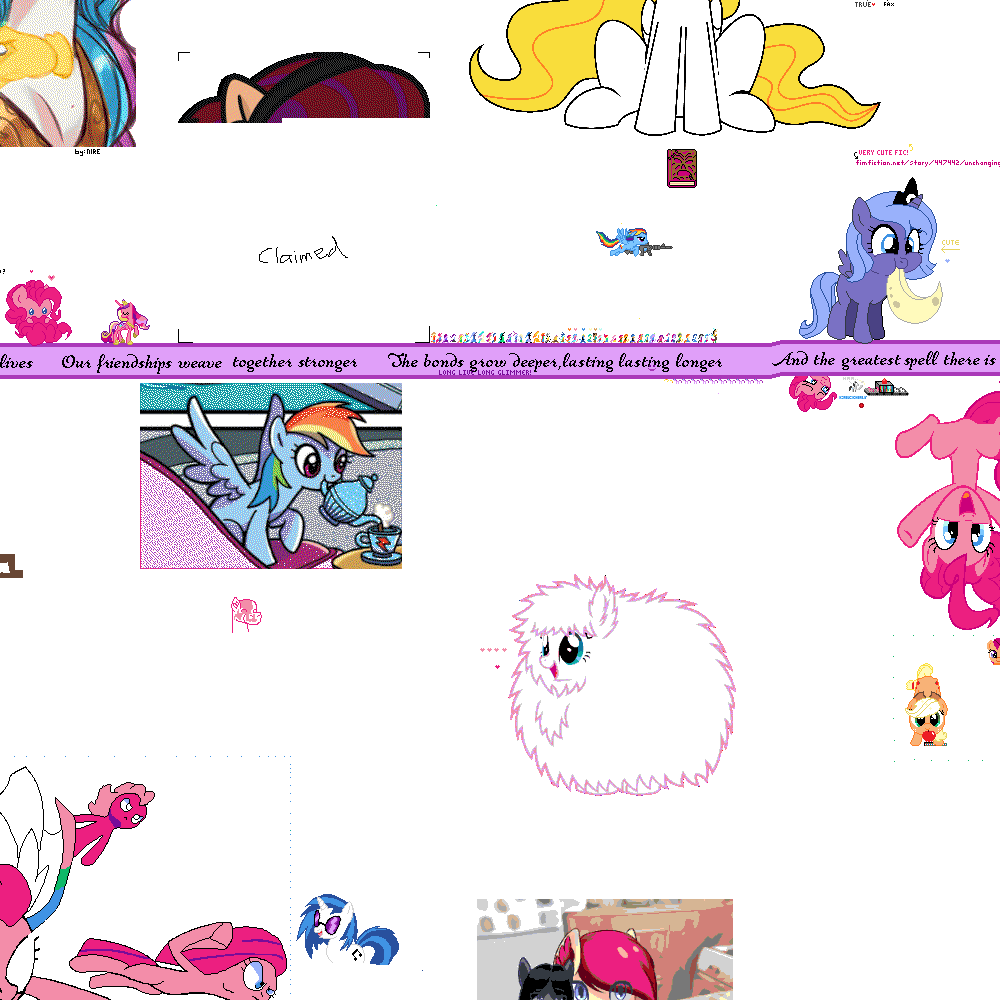 TRUE♥ FAX
by:NIRE
VERY CUTE FIC!
fimfiction.net/story/447442/unchanging
Claimed
CUTE
lives Our friendships weave together stronger The bonds grow deeper,lasting lasting longer And the greatest spell there is
LONG LIVE LONG GLIMMER!